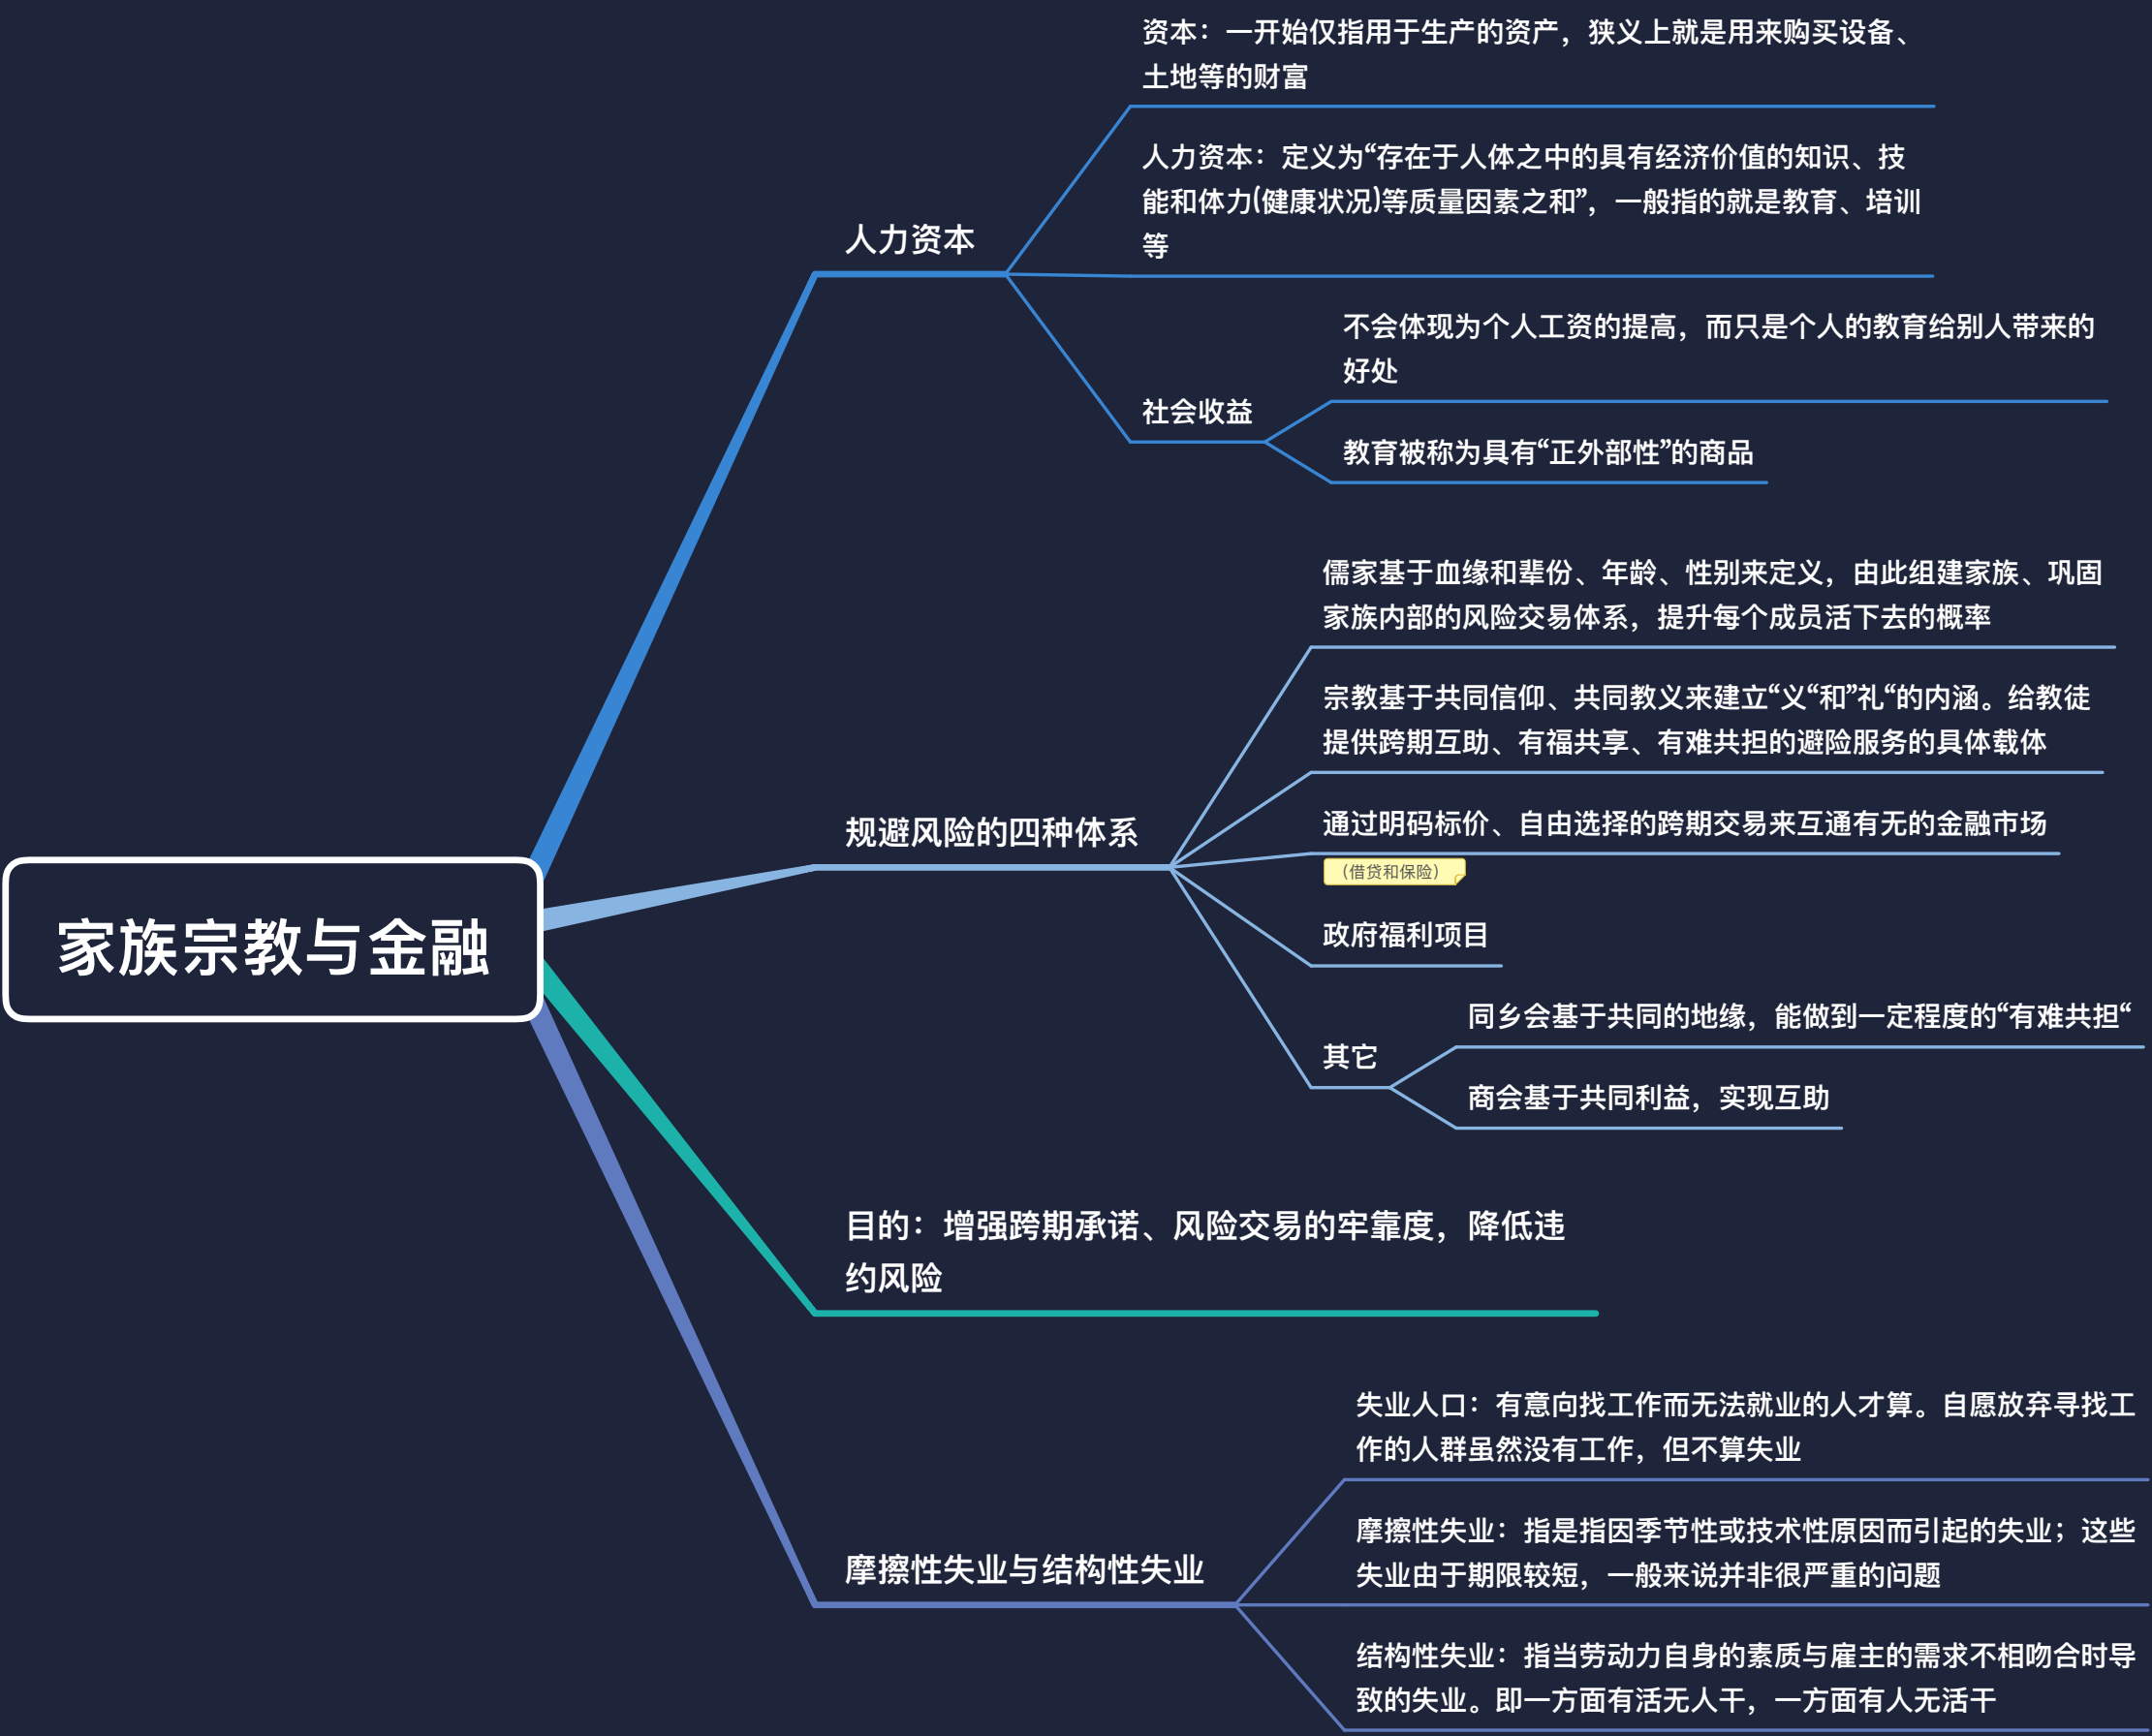 家族宗教与金融
人力资本
资本：一开始仅指用于生产的资产，狭义上就是用来购买设备、
土地等的财富
人力资本：定义为“存在于人体之中的具有经济价值的知识、技
能和体力(健康状况)等质量因素之和”，一般指的就是教育、培训
等
社会收益
不会体现为个人工资的提高，而只是个人的教育给别人带来的
好处
教育被称为具有“正外部性”的商品
规避风险的四种体系
儒家基于血缘和辈份、年龄、性别来定义，由此组建家族、巩固
家族内部的风险交易体系，提升每个成员活下去的概率
宗教基于共同信仰、共同教义来建立“义“和”礼“的内涵。给教徒
提供跨期互助、有福共享、有难共担的避险服务的具体载体
通过明码标价、自由选择的跨期交易来互通有无的金融市场
（借贷和保险）
政府福利项目
其它
同乡会基于共同的地缘，能做到一定程度的“有难共担“
商会基于共同利益，实现互助
目的：增强跨期承诺、风险交易的牢靠度，降低违
约风险
摩擦性失业与结构性失业
失业人口：有意向找工作而无法就业的人才算。自愿放弃寻找工
作的人群虽然没有工作，但不算失业
摩擦性失业：指是指因季节性或技术性原因而引起的失业；这些
失业由于期限较短，一般来说并非很严重的问题
结构性失业：指当劳动力自身的素质与雇主的需求不相吻合时导
致的失业。即一方面有活无人干，一方面有人无活干